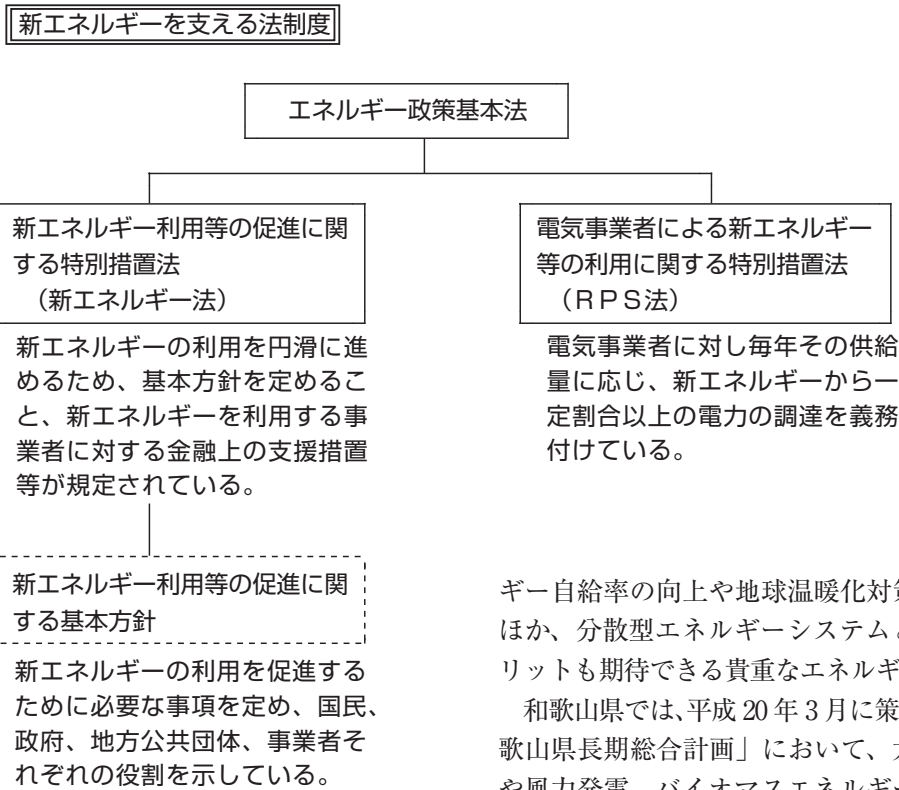 新エネルギーを支える法制度
エネルギー政策基本法
新エネルギー利用等の促進に関
する特別措置法
（新エネルギー法）
新エネルギーの利用を円滑に進
めるため、基本方針を定めるこ
と、新エネルギーを利用する事
業者に対する金融上の支援措置
等が規定されている。
新エネルギー利用等の促進に関
する基本方針
新エネルギーの利用を促進する
ために必要な事項を定め、国民、
政府、地方公共団体、事業者そ
れぞれの役割を示している。
電気事業者による新エネルギー
等の利用に関する特別措置法
（ＲＰＳ法）
電気事業者に対し毎年その供給
量に応じ、新エネルギーから一
定割合以上の電力の調達を義務
付けている。
ギー自給率の向上や地球温暖化対策
ほか、分散型エネルギーシステム
リットも期待できる貴重なエネルギ
和歌山県では、平成 20 年 3 月に策
歌山県長期総合計画」において、
や風力発電、バイオマスエネルギー